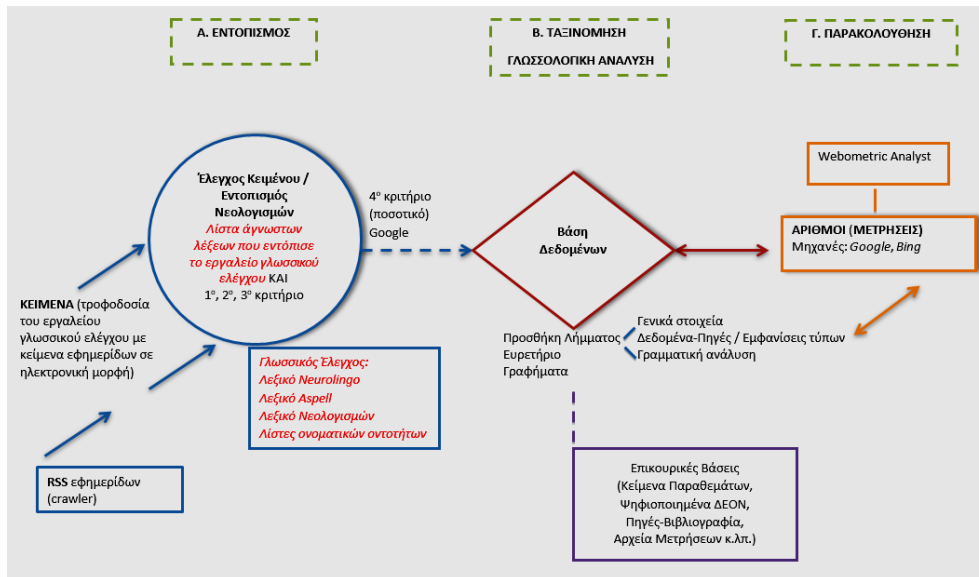 Α. ΕΝΤΟΠΙΣΜΟΣ
Β. ΤΑΞΙΝΟΜΗΣΗ
ΓΛΩΣΣΟΛΟΓΙΚΗ ΑΝΑΛΥΣΗ
Γ. ΠΑΡΑΚΟΛΟΥΘΗΣΗ
Έλεγχος Κειμένου /
Εντοπισμός
Νεολογισμών
Λίστα άγνωστων
λέξεων που εντόπισε
το εργαλείο γλωσσικού
ελέγχου ΚΑΙ
1ο, 2ο, 3ο κριτήριο
4ο κριτήριο
(ποσοτικό)
Google
Βάση
Δεδομένων
Webometric Analyst
ΑΡΙΘΜΟΙ (ΜΕΤΡΗΣΕΙΣ)
Μηχανές: Google, Bing
ΚΕΙΜΕΝΑ (τροφοδοσία
του εργαλείου
γλωσσικού ελέγχου με
κείμενα εφημερίδων σε
ηλεκτρονική μορφή)
Γλωσσικός Έλεγχος:
Λεξικό Neurolingo
Λεξικό Aspell
Λεξικό Νεολογισμών
Λίστες ονοματικών οντοτήτων
RSS εφημερίδων
(crawler)
Προσθήκη Λήμματος
Ευρετήριο
Γραφήματα
Γενικά στοιχεία
Δεδομένα-Πηγές / Εμφανίσεις τύπων
Γραμματική ανάλυση
Επικουρικές Βάσεις
(Κείμενα Παραθεμάτων,
Ψηφιοποιημένα ΔΕΟΝ,
Πηγές-Βιβλιογραφία,
Αρχεία Μετρήσεων κ.λπ.)